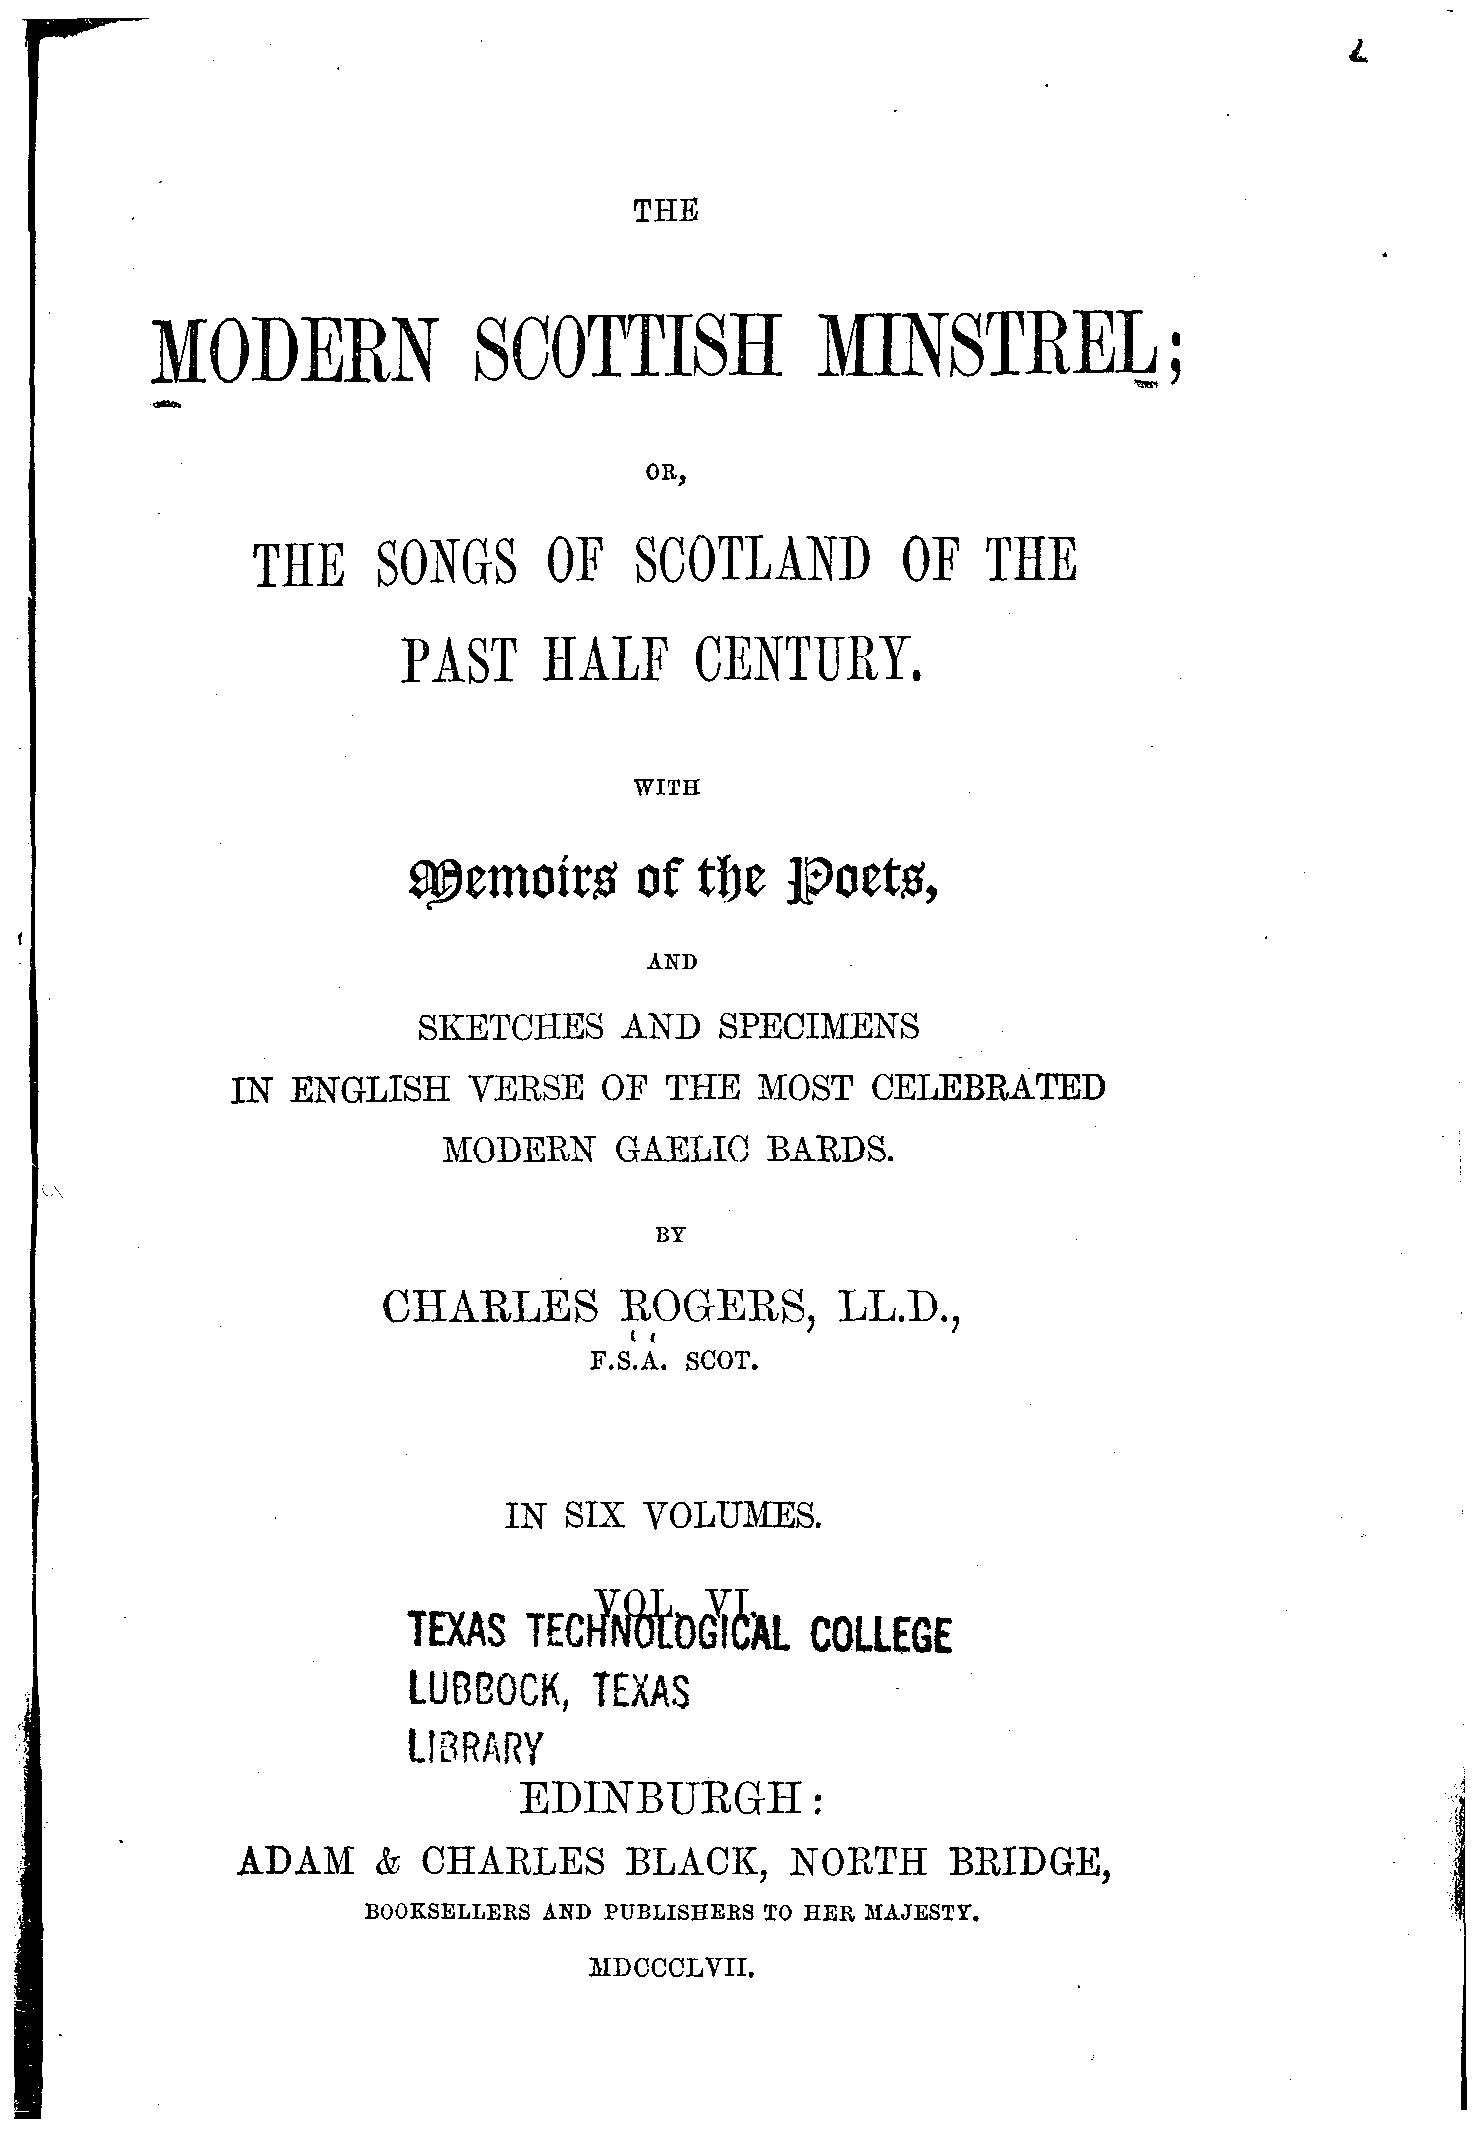 THE
MODERN SCOTTISH MINSTREL;
OR,
THE SONGS OF SCOTLAND OF THE
PAST HALF CENTURY.
WITH
Memoirs of the Poets,
AND
SKETCHES AND SPECIMENS
IN ENGLISH VERSE OF THE MOST CELEBRATED
MODERN GAELIC BARDS.
BY
CHARLES ROGERS, LL.D.,
F.S.A. SCOT.
IN SIX VOLUMES.
VOL. VI.
TEXAS TECHNOLOGICAL COLLEGE
LUBBOCK, TEXAS
LIBRARY
EDINBURGH:
ADAM & CHARLES BLACK, NORTH BRIDGE,
BOOKSELLERS AND PUBLISHERS TO HER MAJESTY.
MDCCCLVII.